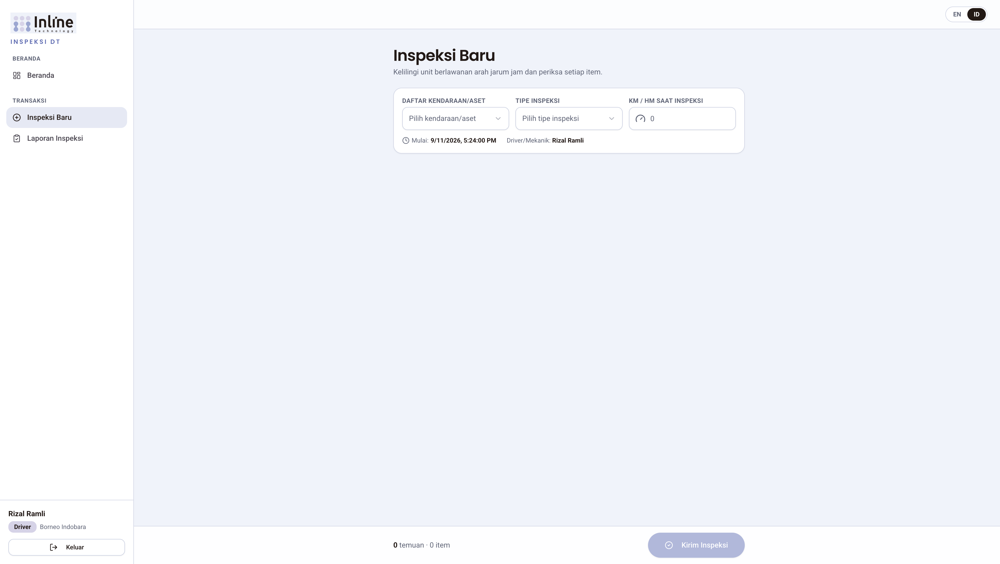 Inline
Technology
INSPEKSI DT
BERANDA
Beranda
TRANSAKSI
Inspeksi Baru
Laporan Inspeksi
Rizal Ramli
Driver Borneo Indobara
Keluar
EN ID
Inspeksi Baru
Kelilingi unit berlawanan arah jarum jam dan periksa setiap item.
DAFTAR KENDARAAN/ASET TIPE INSPEKSI KM / HM SAAT INSPEKSI
Pilih kendaraan/aset Pilih tipe inspeksi 0
Mulai: 9/11/2026, 5:24:00 PM Driver/Mekanik: Rizal Ramli
0 temuan · 0 item Kirim Inspeksi